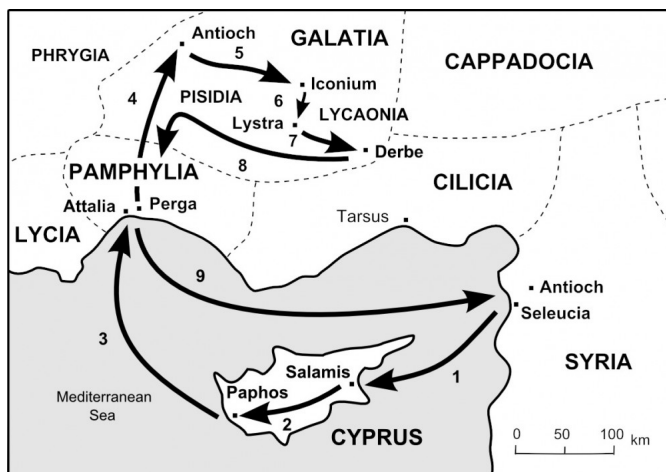 Antioch
5
GALATIA
PHRYGIA
CAPPADOCIA
Iconium
4
6
PISIDIA
LYCAONIA
Lystra
7
Derbe
8
PAMPHYLIA
CILICIA
Attalia
Perga
Tarsus
LYCIA
9
Antioch
Seleucia
3
SYRIA
Salamis
1
Paphos
Mediterranean
Sea
2
CYPRUS
0 50 100 km